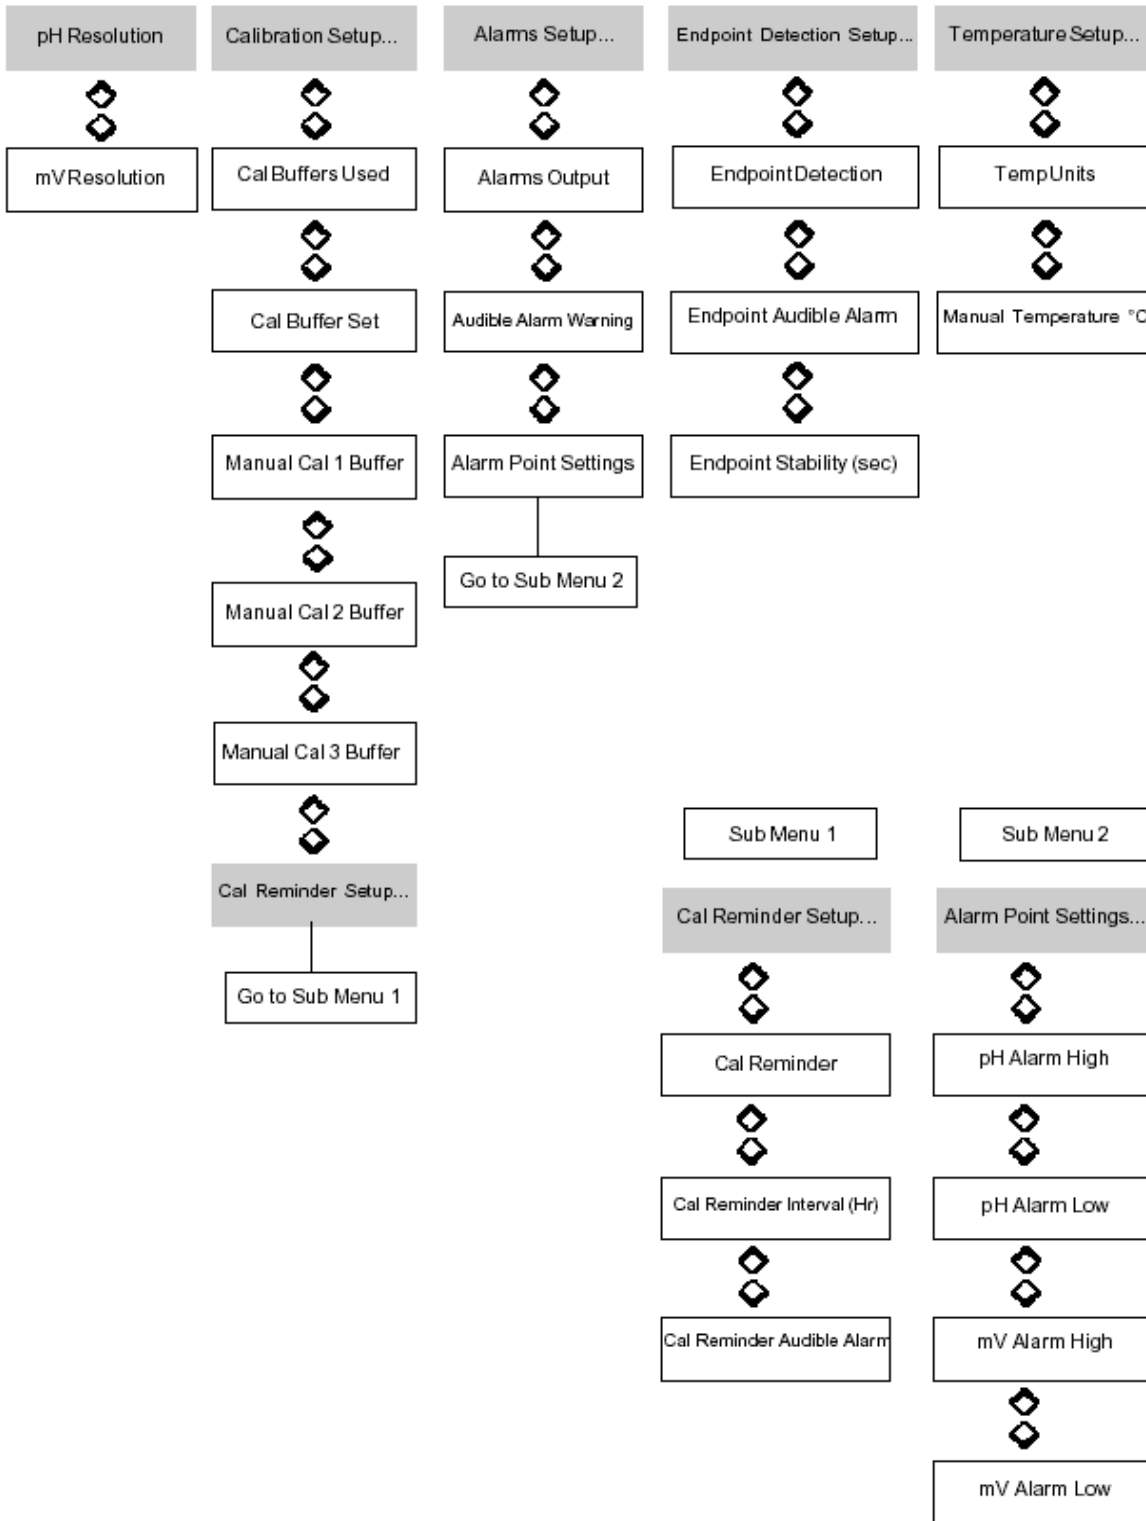 pH Resolution
mV Resolution
Calibration Setup...
Cal Buffers Used
Cal Buffer Set
Manual Cal 1 Buffer
Manual Cal 2 Buffer
Manual Cal 3 Buffer
Cal Reminder Setup...
Go to Sub Menu 1
Alarms Setup...
Alarms Output
Audible Alarm Warning
Alarm Point Settings
Go to Sub Menu 2
Endpoint Detection Setup...
Endpoint Detection
Endpoint Audible Alarm
Endpoint Stability (sec)
Temperature Setup...
Temp Units
Manual Temperature °C
Sub Menu 1
Cal Reminder Setup...
Cal Reminder
Cal Reminder Interval (Hr)
Cal Reminder Audible Alarm
Sub Menu 2
Alarm Point Settings...
pH Alarm High
pH Alarm Low
mV Alarm High
mV Alarm Low